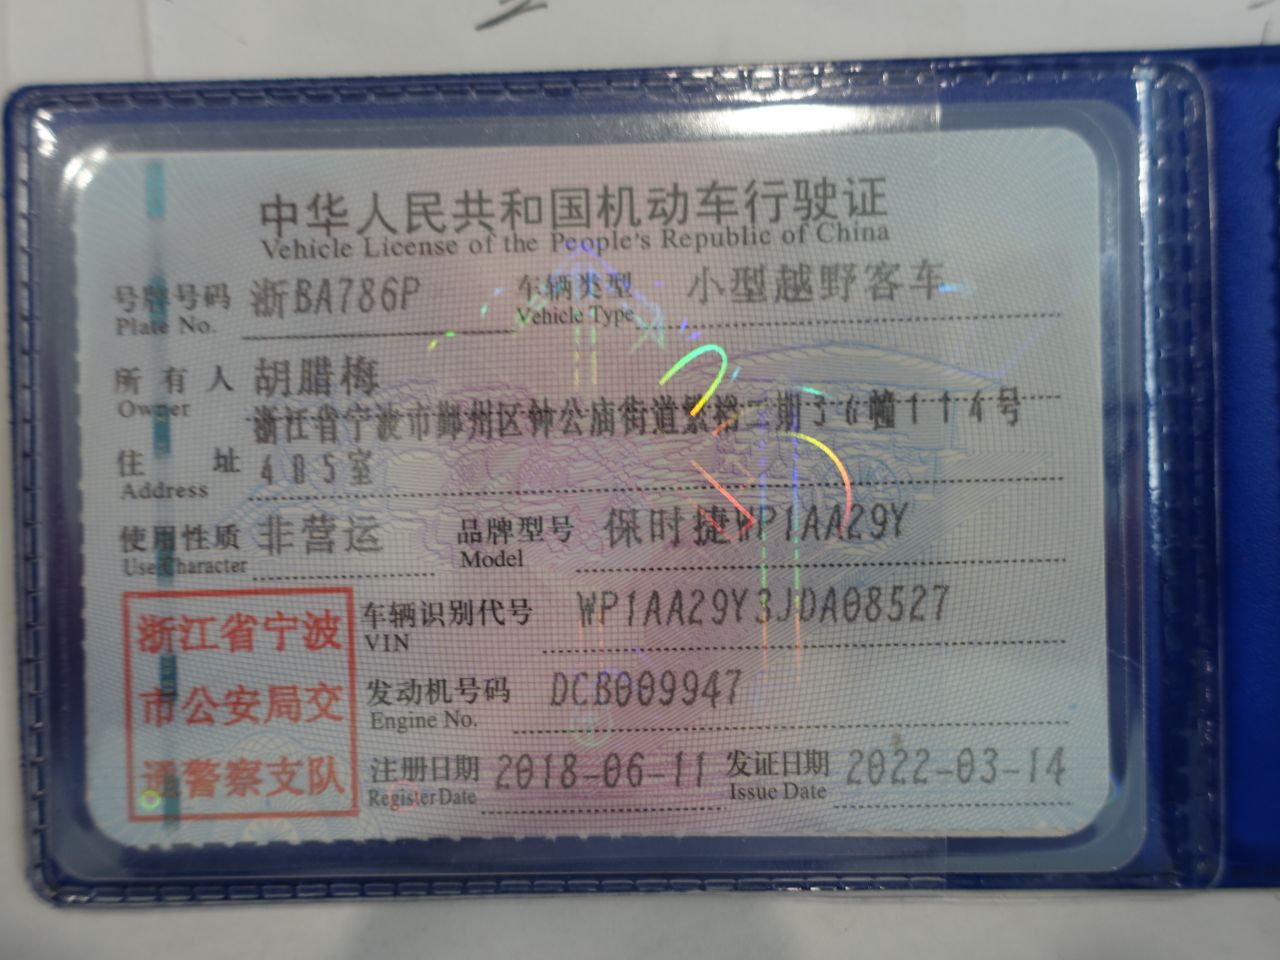 中华人民共和国机动车行驶证
Vehicle License of the People's Republic of China
号牌号码 浙BA786P 车辆类型 小型越野客车
Plate No. Vehicle Type
所有人 胡腊梅
Owner
浙江省宁波市鄞州区钟公庙街道繁裕二期36幢114号
住址 405室
Address
使用性质 非营运 品牌型号 保时捷WP1AA29Y
Use Character Model
浙江省宁波 车辆识别代号 WP1AA29Y3JDA08527
VIN
市公安局交 发动机号码 DCB009947
Engine No.
通警察支队 注册日期 2018-06-11 发证日期 2022-03-14
Register Date Issue Date